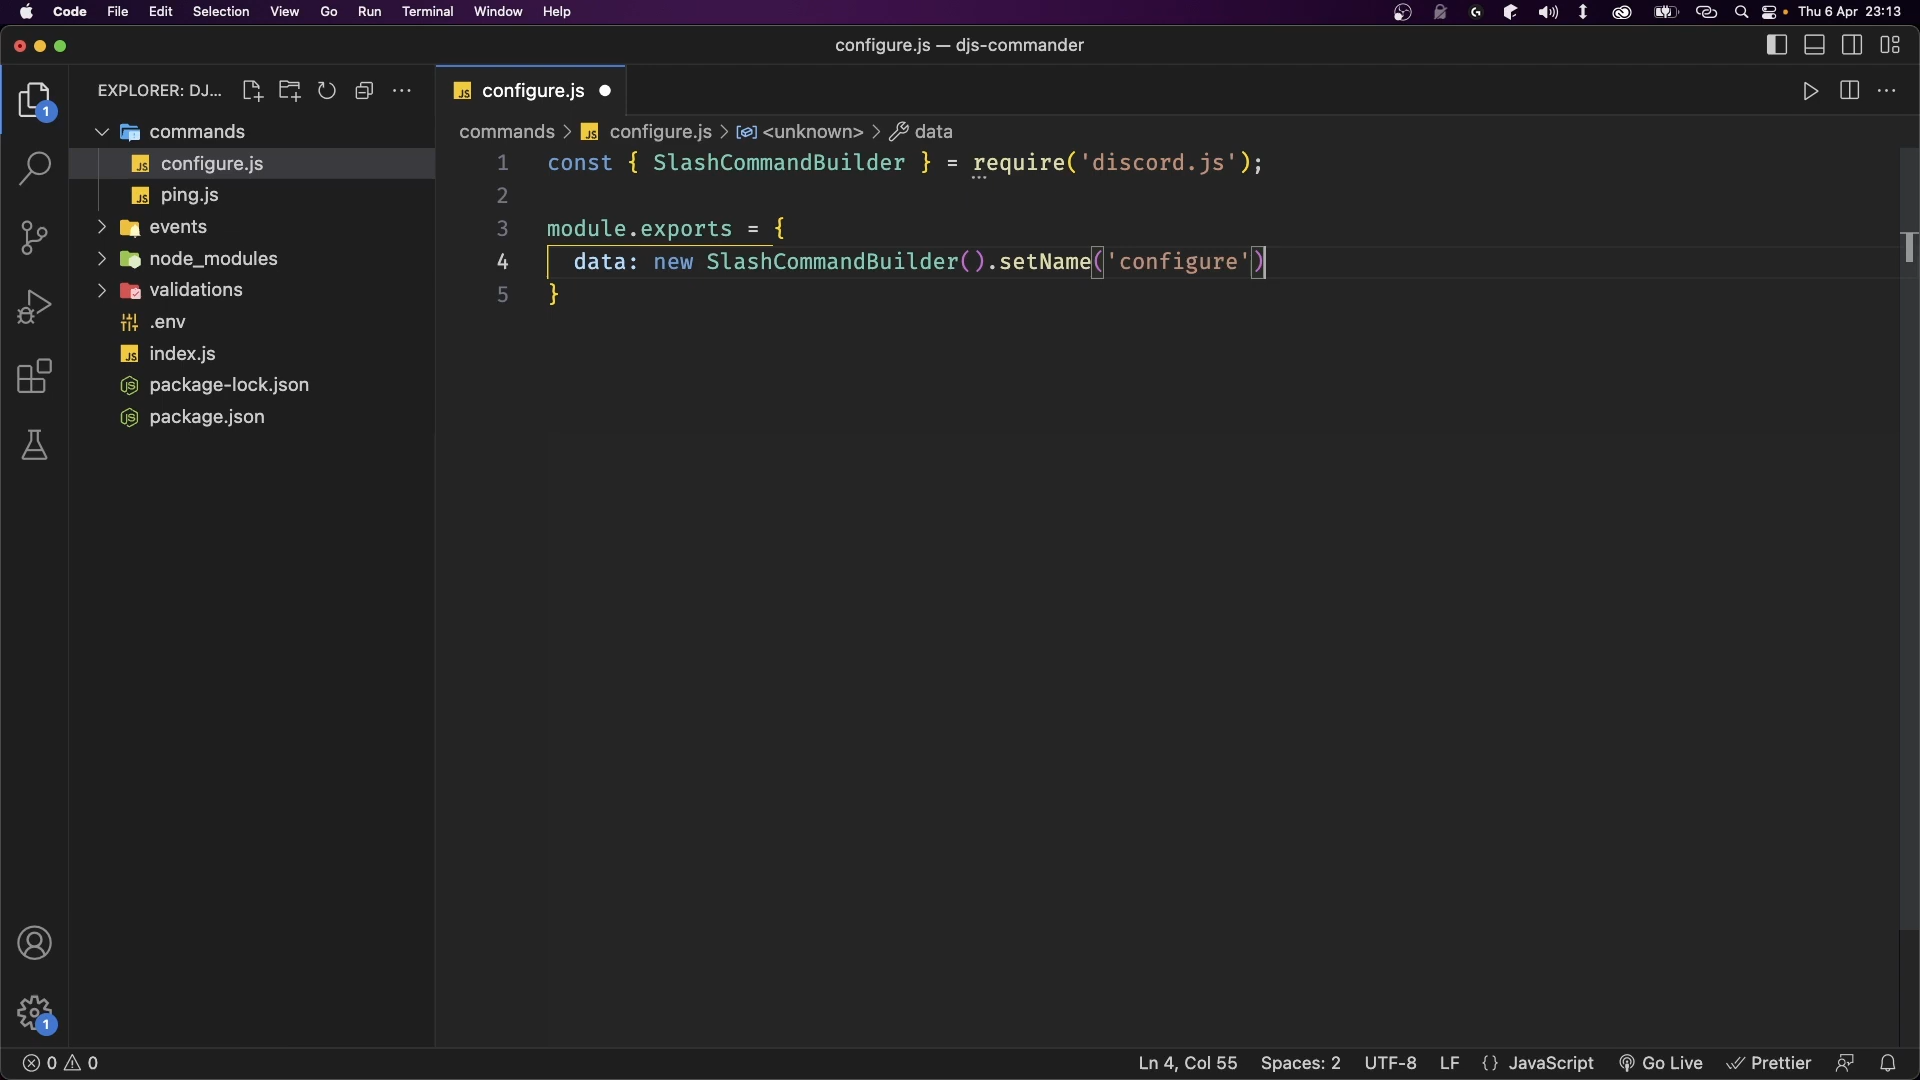 Code File Edit Selection View Go Run Terminal Window Help Thu 6 Apr 23:13
configure.js — djs-commander
EXPLORER: DJ...
commands
configure.js
ping.js
events
node_modules
validations
.env
index.js
package-lock.json
package.json
1
1
configure.js
commands > configure.js > <unknown> > data
1 const { SlashCommandBuilder } = require('discord.js');
2
3 module.exports = {
4 data: new SlashCommandBuilder().setName('configure')
5 }
0 0 Ln 4, Col 55 Spaces: 2 UTF-8 LF {} JavaScript Go Live Prettier